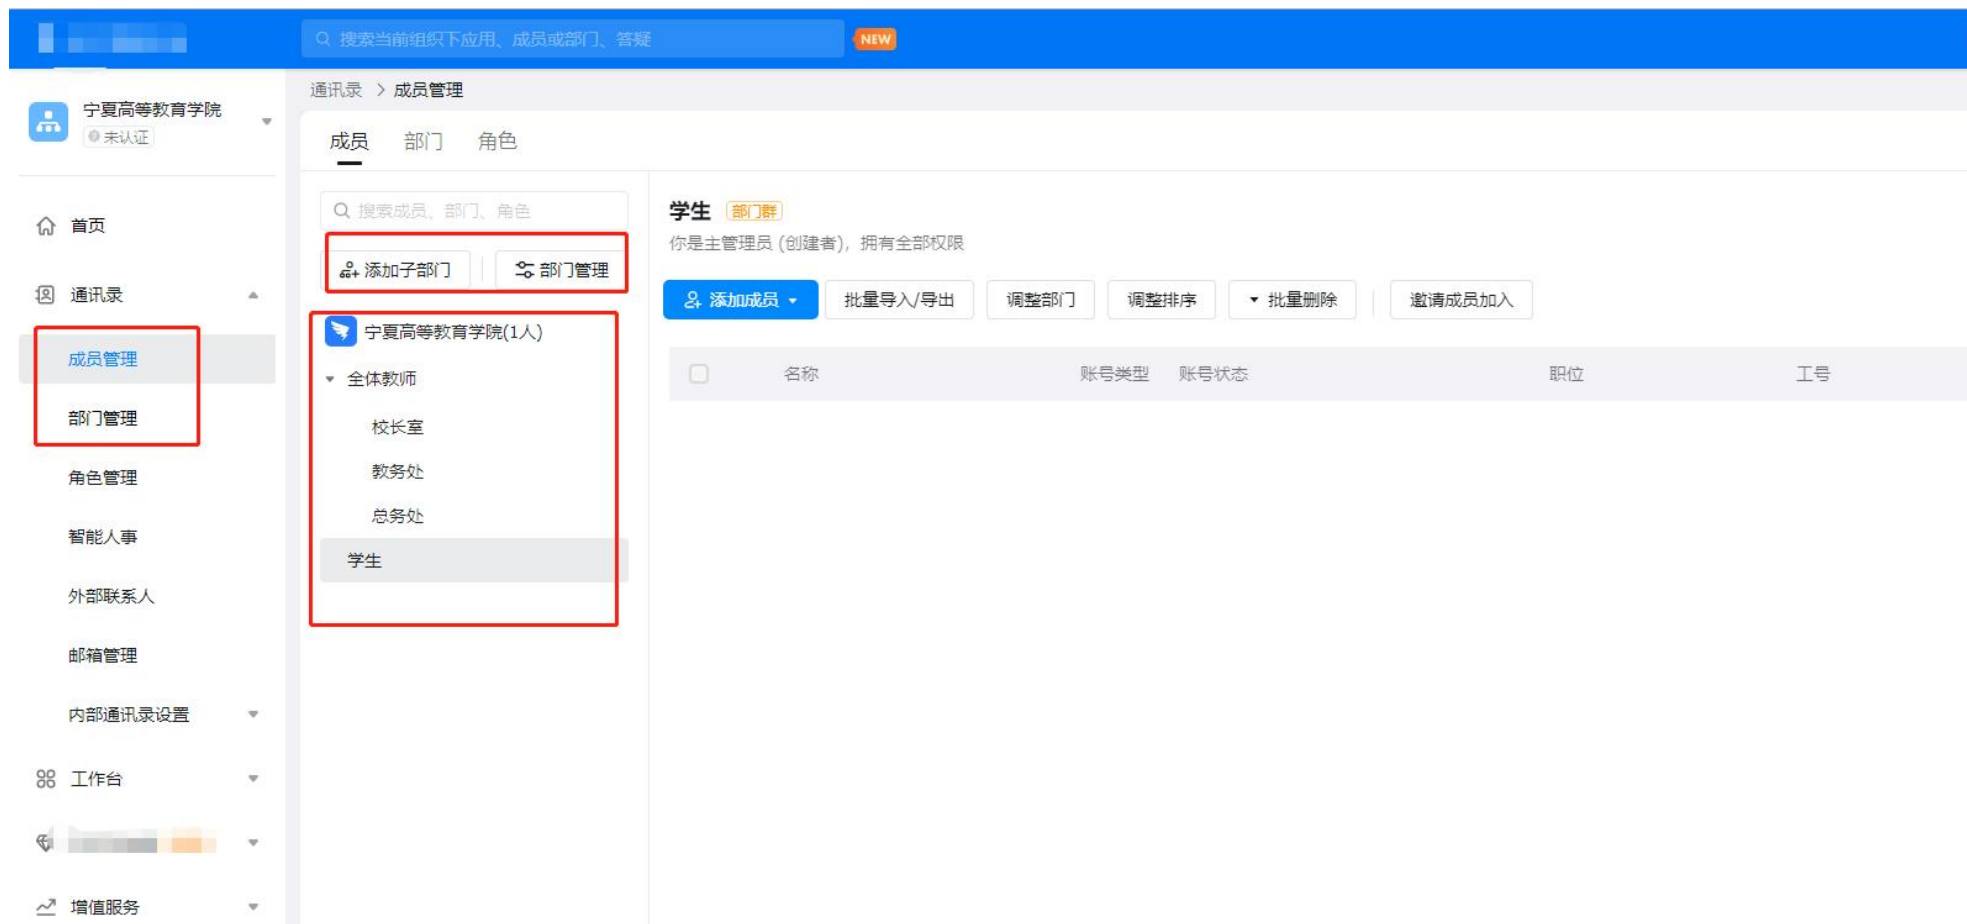 搜索当前组织下应用、成员或部门、答疑
NEW
宁夏高等教育学院
未认证
首页
通讯录
成员管理
部门管理
角色管理
智能人事
外部联系人
邮箱管理
内部通讯录设置
工作台
增值服务
通讯录 > 成员管理
成员 部门 角色
搜索成员、部门、角色
添加子部门 部门管理
宁夏高等教育学院(1人)
全体教师
校长室
教务处
总务处
学生
学生 部门群
你是主管理员 (创建者)，拥有全部权限
添加成员 批量导入/导出 调整部门 调整排序 批量删除 邀请成员加入
名称 账号类型 账号状态 职位 工号